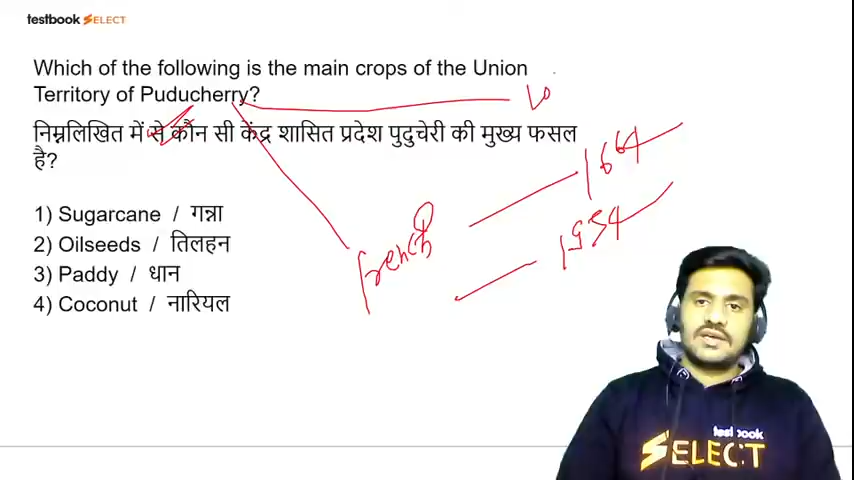 testbook SELECT
Which of the following is the main crops of the Union
Territory of Puducherry?
निम्नलिखित में से कौन सी केंद्र शासित प्रदेश पुदुचेरी की मुख्य फसल
है?
1) Sugarcane / गन्ना
2) Oilseeds / तिलहन
3) Paddy / धान
4) Coconut / नारियल
French
1664
1954
testbook
SELECT